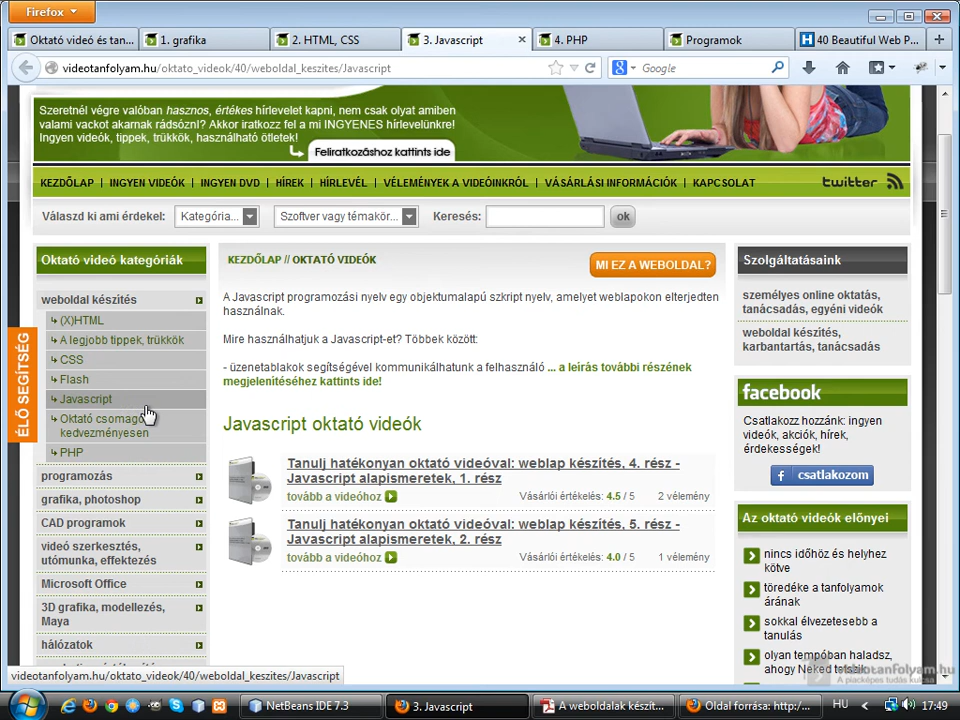 Firefox
Oktató videó és tan...
1. grafika
2. HTML, CSS
3. Javascript
4. PHP
Programok
40 Beautiful Web P...
videotanfolyam.hu/oktato_videok/40/weboldal_keszites/Javascript
Google
Szeretnél végre valóban hasznos, értékes hírlevelet kapni, nem csak olyat amiben
valami vackot akarnak rádsózni? Akkor iratkozz fel a mi INGYENES hírlevelünkre!
Ingyen videók, tippek, trükkök, használható ötletek!
Feliratkozáshoz kattints ide
KEZDŐLAP | INGYEN VIDEÓK | INGYEN DVD | HÍREK | HÍRLEVÉL | VÉLEMÉNYEK A VIDEÓINKRÓL | VÁSÁRLÁSI INFORMÁCIÓK | KAPCSOLAT
twitter
Válaszd ki ami érdekel:
Kategória...
Szoftver vagy témakör...
Keresés:
ok
Oktató videó kategóriák
weboldal készítés
(X)HTML
A legjobb tippek, trükkök
CSS
Flash
Javascript
Oktató csomago
kedvezményesen
PHP
programozás
grafika, photoshop
CAD programok
videó szerkesztés,
utómunka, effektezés
Microsoft Office
3D grafika, modellezés,
Maya
hálózatok
ÉLŐ SEGÍTSÉG
KEZDŐLAP // OKTATÓ VIDEÓK
MI EZ A WEBOLDAL?
A Javascript programozási nyelv egy objektumalapú szkript nyelv, amelyet weblapokon elterjedten
használnak.
Mire használhatjuk a Javascript-et? Többek között:
- üzenetablakok segítségével kommunikálhatunk a felhasználó ... a leírás további részének
megjelenítéséhez kattints ide!
Javascript oktató videók
Tanulj hatékonyan oktató videóval: weblap készítés, 4. rész -
Javascript alapismeretek, 1. rész
tovább a videóhoz
Vásárlói értékelés: 4.5 / 5
2 vélemény
Tanulj hatékonyan oktató videóval: weblap készítés, 5. rész -
Javascript alapismeretek, 2. rész
tovább a videóhoz
Vásárlói értékelés: 4.0 / 5
1 vélemény
Szolgáltatásaink
személyes online oktatás,
tanácsadás, egyéni videók
weboldal készítés,
karbantartás, tanácsadás
facebook
Csatlakozz hozzánk: ingyen
videók, akciók, hírek,
érdekességek!
csatlakozom
Az oktató videók előnyei
nincs időhöz és helyhez
kötve
töredéke a tanfolyamok
árának
sokkal élvezetesebb a
tanulás
olyan tempóban haladsz,
ahogy Neked tetszik
videotanfolyam.hu
A piacképes tudás kulcsa
videotanfolyam.hu/oktato_videok/40/weboldal_keszites/Javascript
NetBeans IDE 7.3
3. Javascript
A weboldalak készít...
Oldal forrása: http:/...
HU
17:49